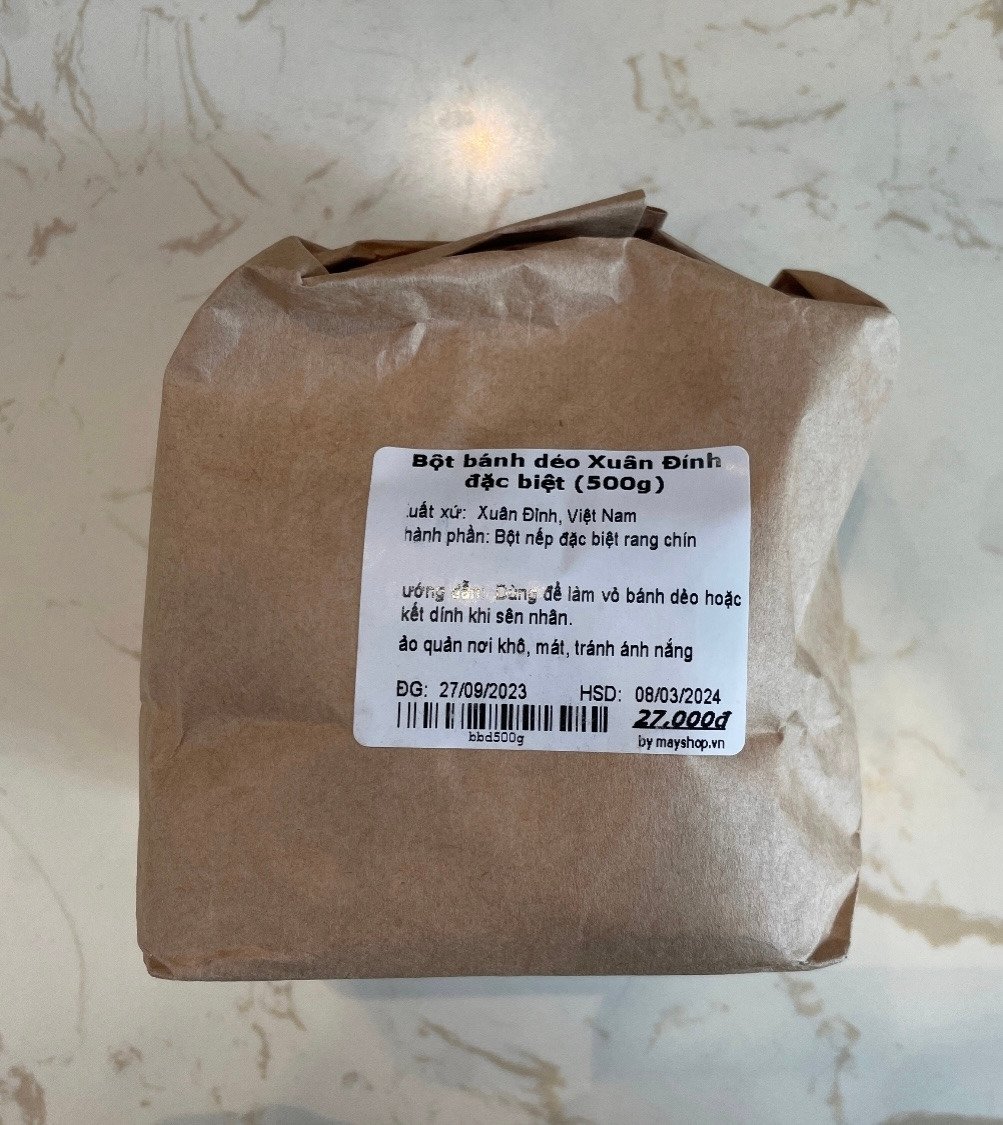 Bột bánh déo Xuân Đính
đặc biệt (500g)
uất xứ: Xuân Đỉnh, Việt Nam
hành phần: Bột nếp đặc biệt rang chín
ướng dẫn Dùng để làm vỏ bánh dẻo hoặc
kết dính khi sên nhân.
ảo quản nơi khô, mát, tránh ánh nắng
ĐG: 27/09/2023 HSD: 08/03/2024
27.000đ
bbd500g by mayshop.vn